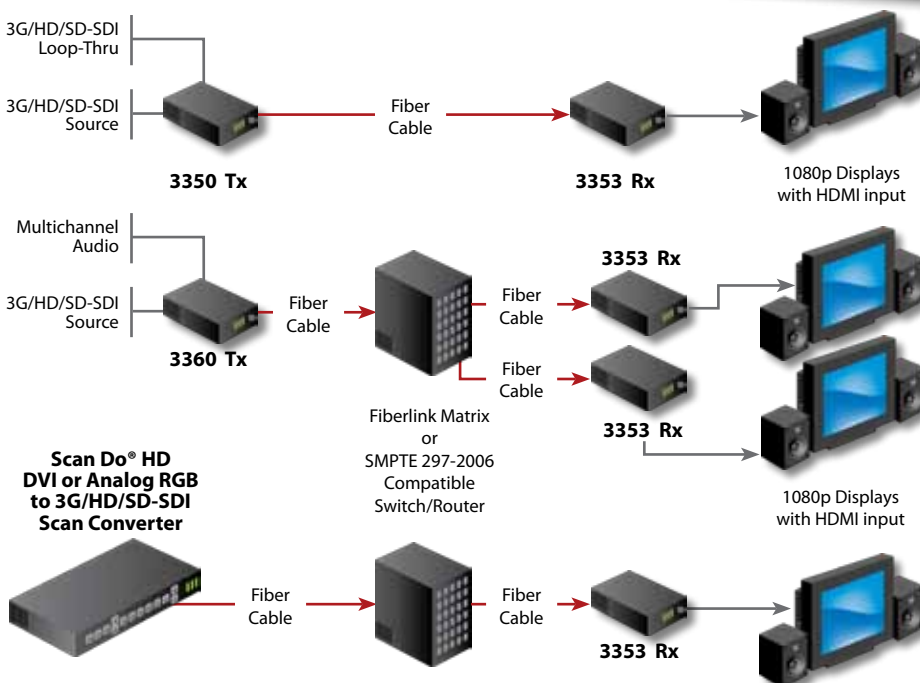 3G/HD/SD-SDI
Loop-Thru
3G/HD/SD-SDI
Source
Fiber
Cable
3350 Tx
3353 Rx
1080p Displays
with HDMI input
Multichannel
Audio
3G/HD/SD-SDI
Source
3360 Tx
Fiber
Cable
Fiber
Cable
3353 Rx
Fiber
Cable
3353 Rx
Fiberlink Matrix
or
SMPTE 297-2006
Compatible
Switch/Router
1080p Displays
with HDMI input
Scan Do® HD
DVI or Analog RGB
to 3G/HD/SD-SDI
Scan Converter
Fiber
Cable
Fiber
Cable
3353 Rx